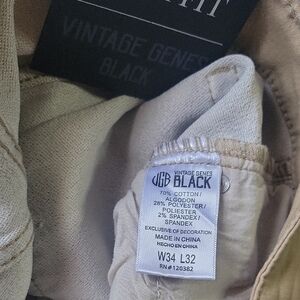 FIT
VINTAGE GENES
BLACK
VGB VINTAGE GENES
BLACK
70% COTTON/
ALGODON
28% POLYESTER/
POLIESTER
2% SPANDEX/
SPANDEX
EXCLUSIVE OF DECORATION
MADE IN CHINA
HECHO EN CHINA
W34 L32
RN# 120382